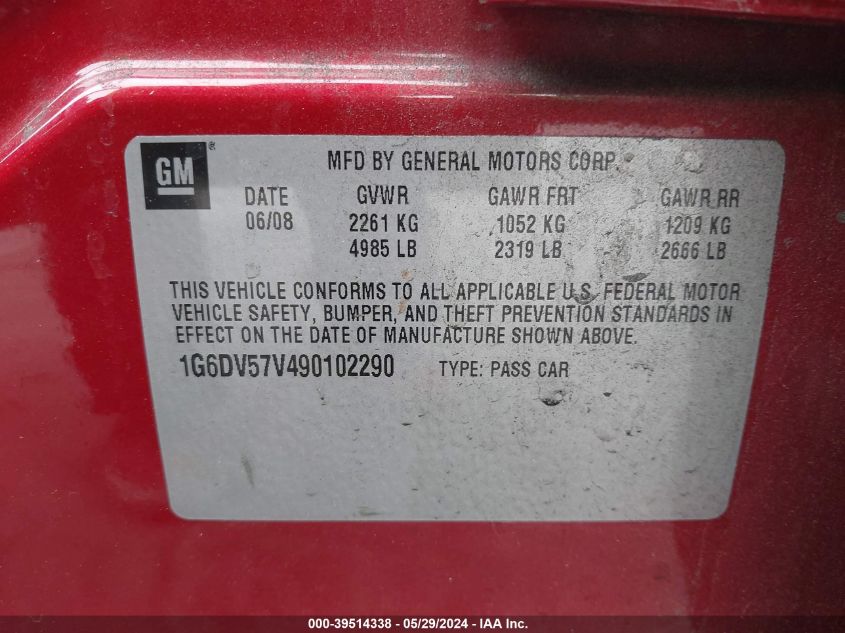 GM®
MFD BY GENERAL MOTORS CORP.
DATE GVWR GAWR FRT GAWR RR
06/08 2261 KG 1052 KG 1209 KG
4985 LB 2319 LB 2666 LB
THIS VEHICLE CONFORMS TO ALL APPLICABLE U.S. FEDERAL MOTOR
VEHICLE SAFETY, BUMPER, AND THEFT PREVENTION STANDARDS IN
EFFECT ON THE DATE OF MANUFACTURE SHOWN ABOVE.
1G6DV57V490102290 TYPE: PASS CAR
000-39514338 - 05/29/2024 - IAA Inc.